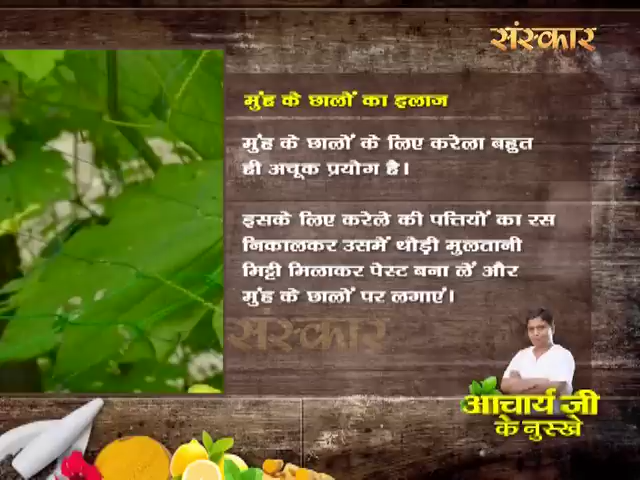 संस्कार
मुंह के छालों का इलाज
मुंह के छालों के लिए करेला बहुत
ही अचूक प्रयोग है।
इसके लिए करेले की पत्तियों का रस
निकालकर उसमें थोड़ी मुलतानी
मिट्टी मिलाकर पेस्ट बना लें और
मुंह के छालों पर लगाएं।
संस्कार
आचार्य जी
के नुस्खे